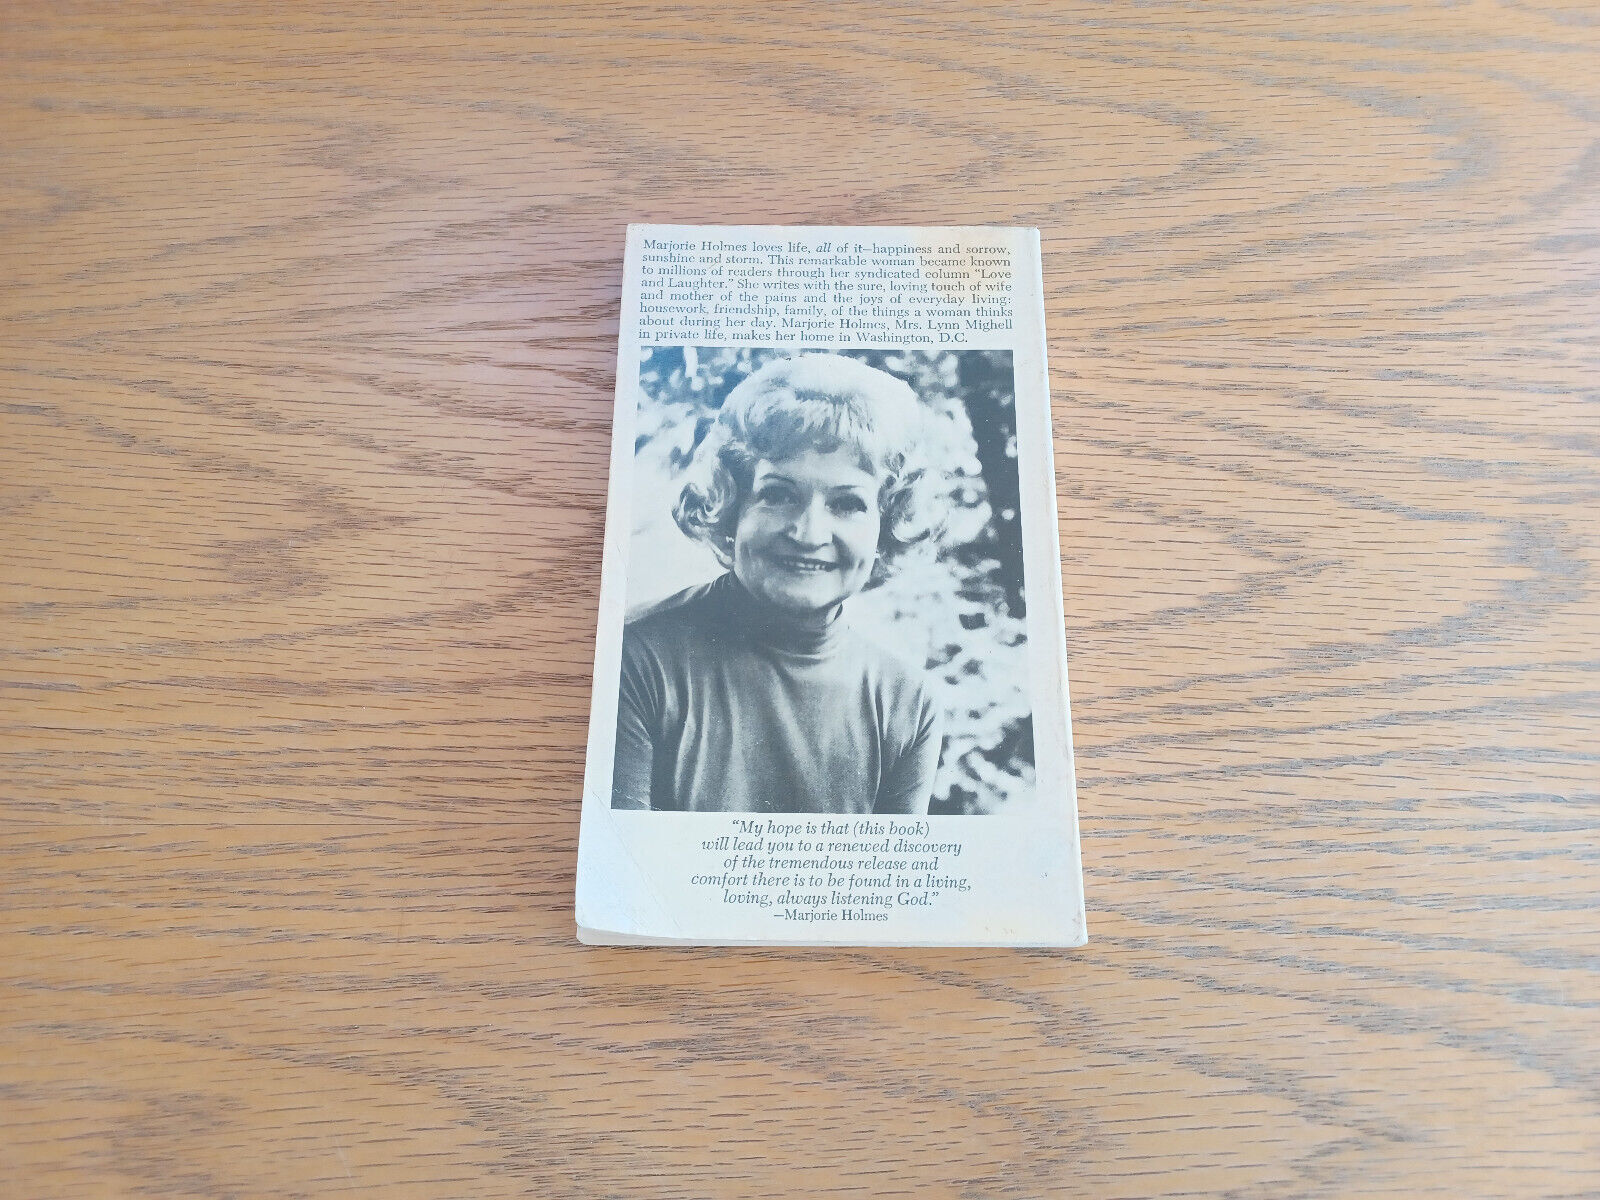 Marjorie Holmes loves life, all of it—happiness and sorrow,
sunshine and storm. This remarkable woman became known
to millions of readers through her syndicated column "Love
and Laughter." She writes with the sure, loving touch of wife
and mother of the pains and the joys of everyday living:
housework, friendship, family, of the things a woman thinks
about during her day. Marjorie Holmes, Mrs. Lynn Mighell
in private life, makes her home in Washington, D.C.
"My hope is that (this book)
will lead you to a renewed discovery
of the tremendous release and
comfort there is to be found in a living,
loving, always listening God."
—Marjorie Holmes